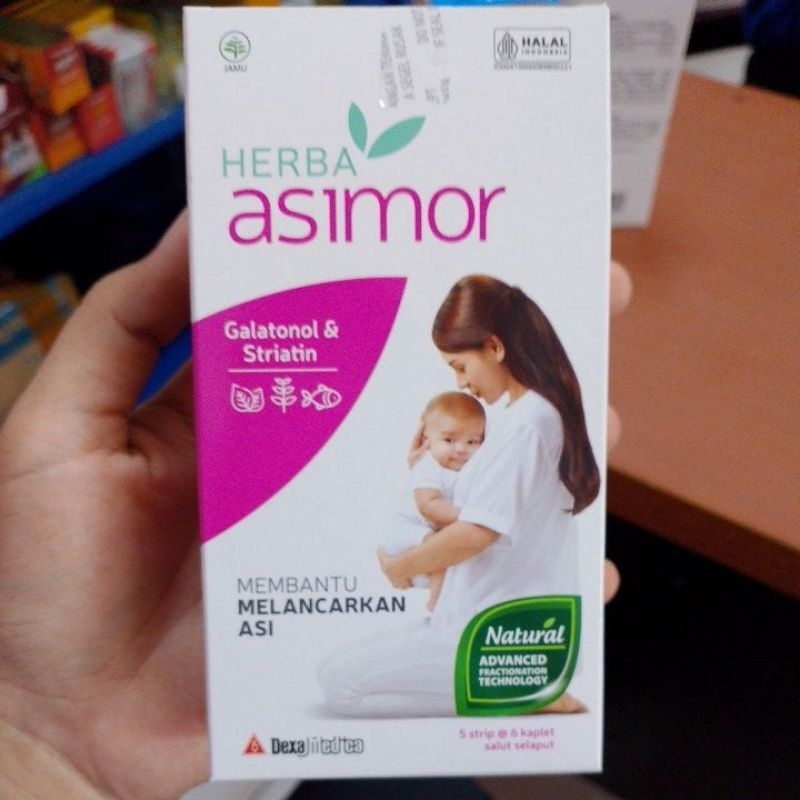 JAMU
HALAL
INDONESIA
HERBA
asimor
Galatonol &
Striatin
MEMBANTU
MELANCARKAN
ASI
Natural
ADVANCED
FRACTIONATION
TECHNOLOGY
Dexa Medica
5 strip @ 6 kaplet
salut selaput